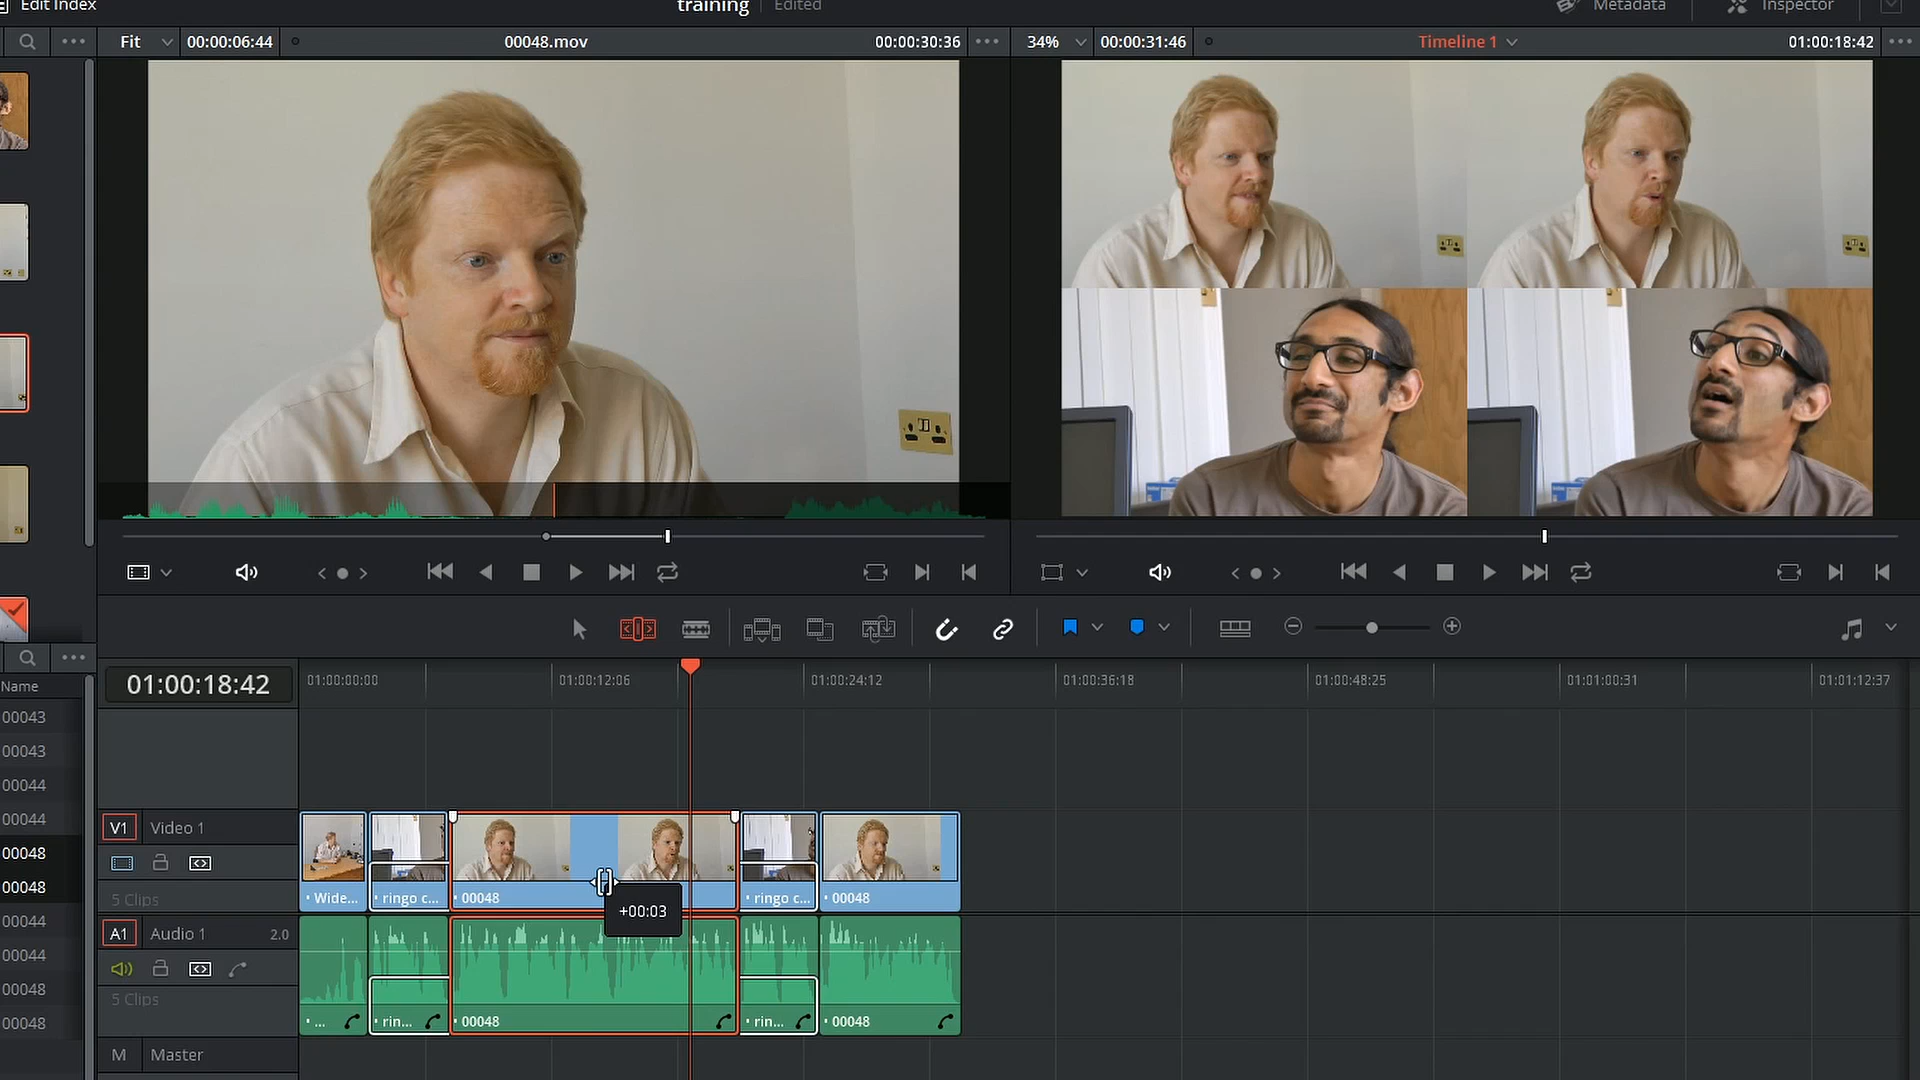 Edit Index
training
Edited
Metadata
Inspector
Fit
00:00:06:44
00048.mov
00:00:30:36
34%
00:00:31:46
Timeline 1
01:00:18:42
01:00:18:42
01:00:00:00
01:00:12:06
01:00:24:12
01:00:36:18
01:00:48:25
01:01:00:31
01:01:12:37
Name
00043
00043
00044
00044
00048
00048
00044
00044
00048
00048
V1
Video 1
5 Clips
Wide...
ringo c...
00048
+00:03
ringo c...
00048
A1
Audio 1
2.0
5 Clips
...
rin...
00048
rin...
00048
M
Master